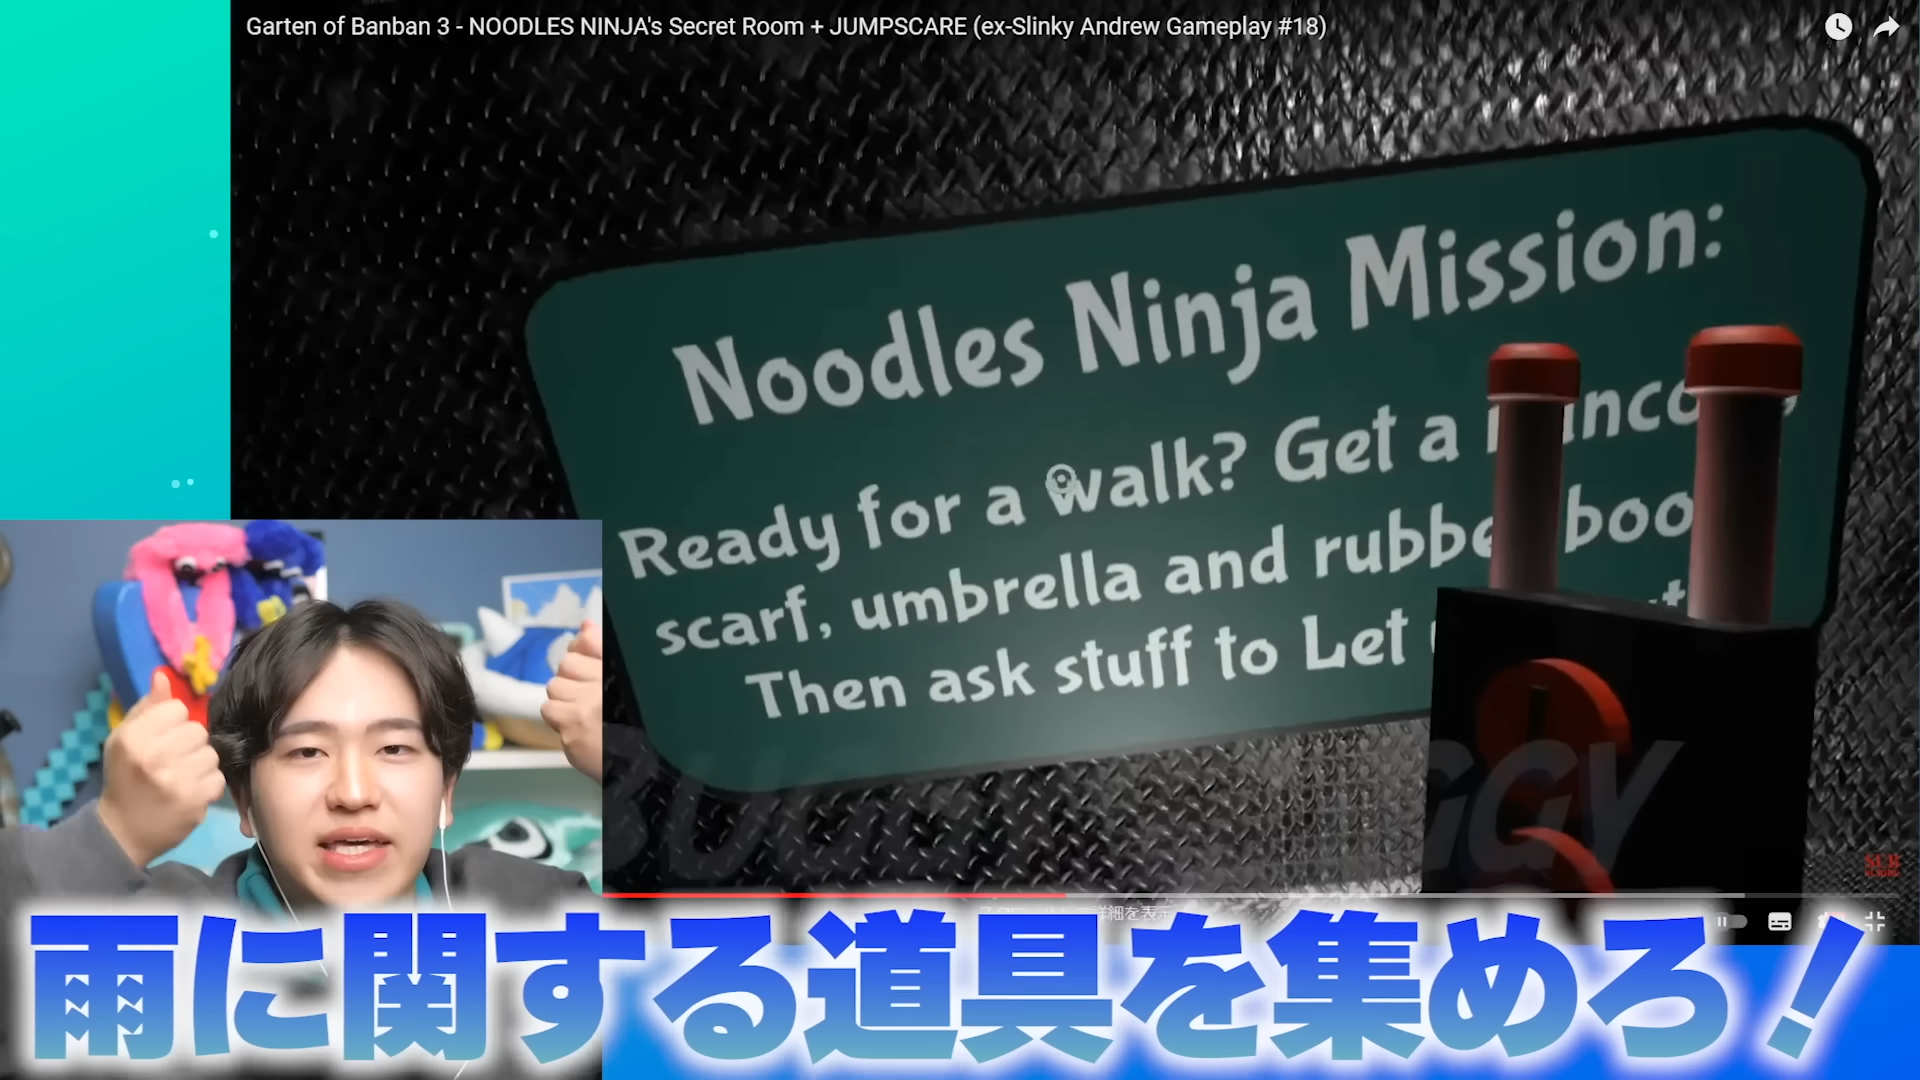 Garten of Banban 3 - NOODLES NINJA's Secret Room + JUMPSCARE (ex-Slinky Andrew Gameplay #18)
Noodles Ninja Mission:
Ready for a walk? Get a
scarf, umbrella and
Then ask stuff to Let
雨に関する道具を集めろ!